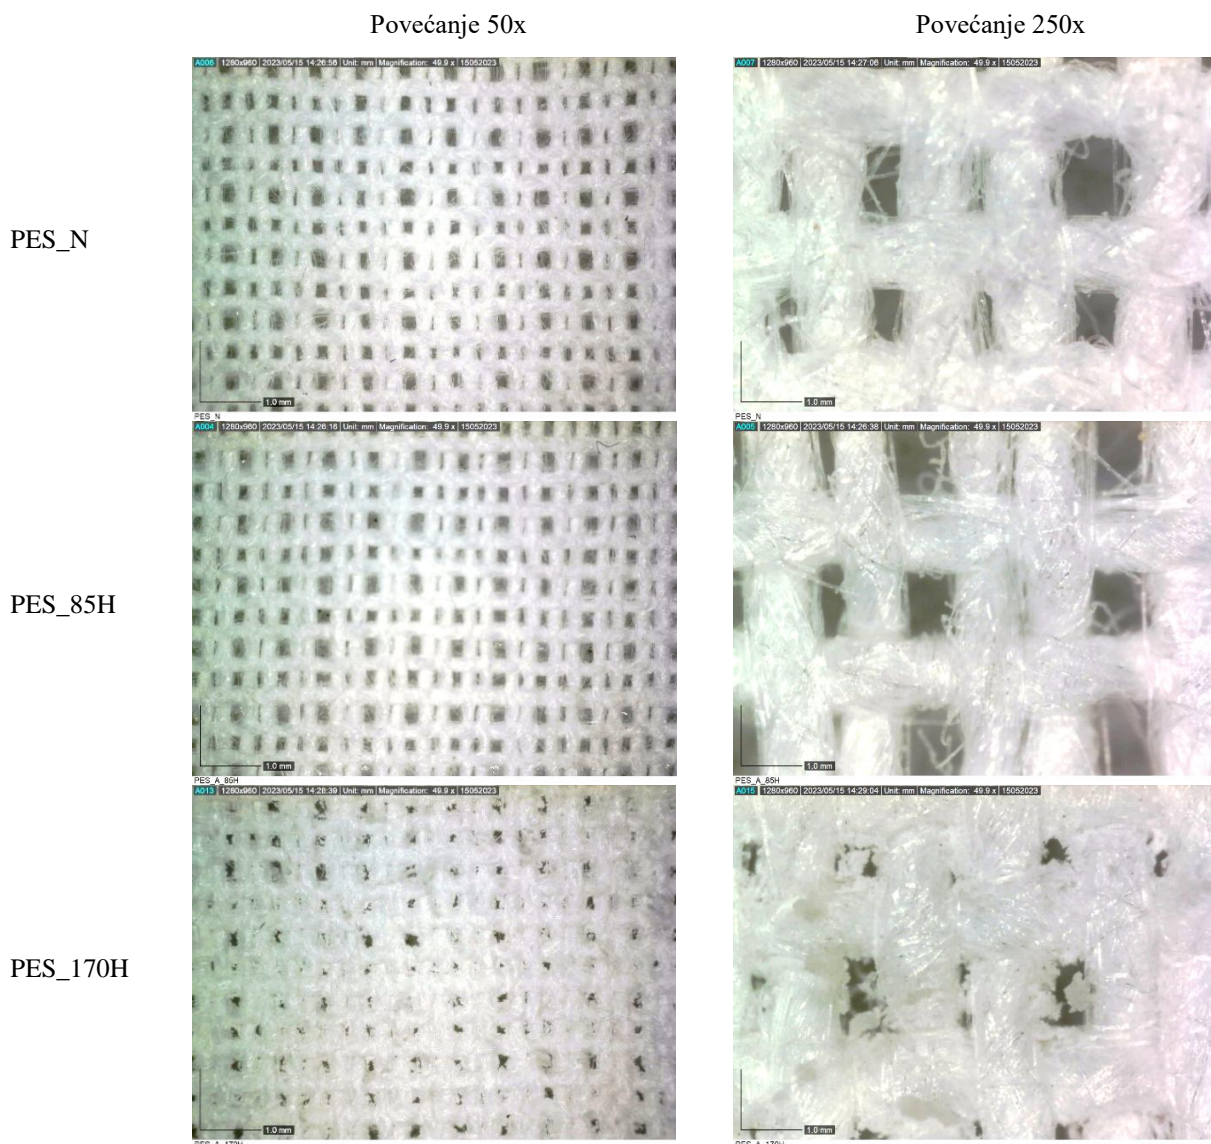 Povećanje 50x
Povećanje 250x
A006 1280x960 2023/05/15 14:26:56 Unit: mm Magnification: 49.9 x 15052023
A007 1280x960 2023/05/15 14:27:06 Unit: mm Magnification: 49.9 x 15052023
PES_N
1.0 mm
1.0 mm
PES_N
PES_N
A004 1280x960 2023/05/15 14:26:16 Unit: mm Magnification: 49.9 x 15052023
A005 1280x960 2023/05/15 14:26:38 Unit: mm Magnification: 49.9 x 15052023
PES_85H
1.0 mm
1.0 mm
PES_A_85H
PES_A_85H
A013 1280x960 2023/05/15 14:28:39 Unit: mm Magnification: 49.9 x 15052023
A015 1280x960 2023/05/15 14:29:04 Unit: mm Magnification: 49.9 x 15052023
PES_170H
1.0 mm
1.0 mm
PES_A_170H
PES_A_170H